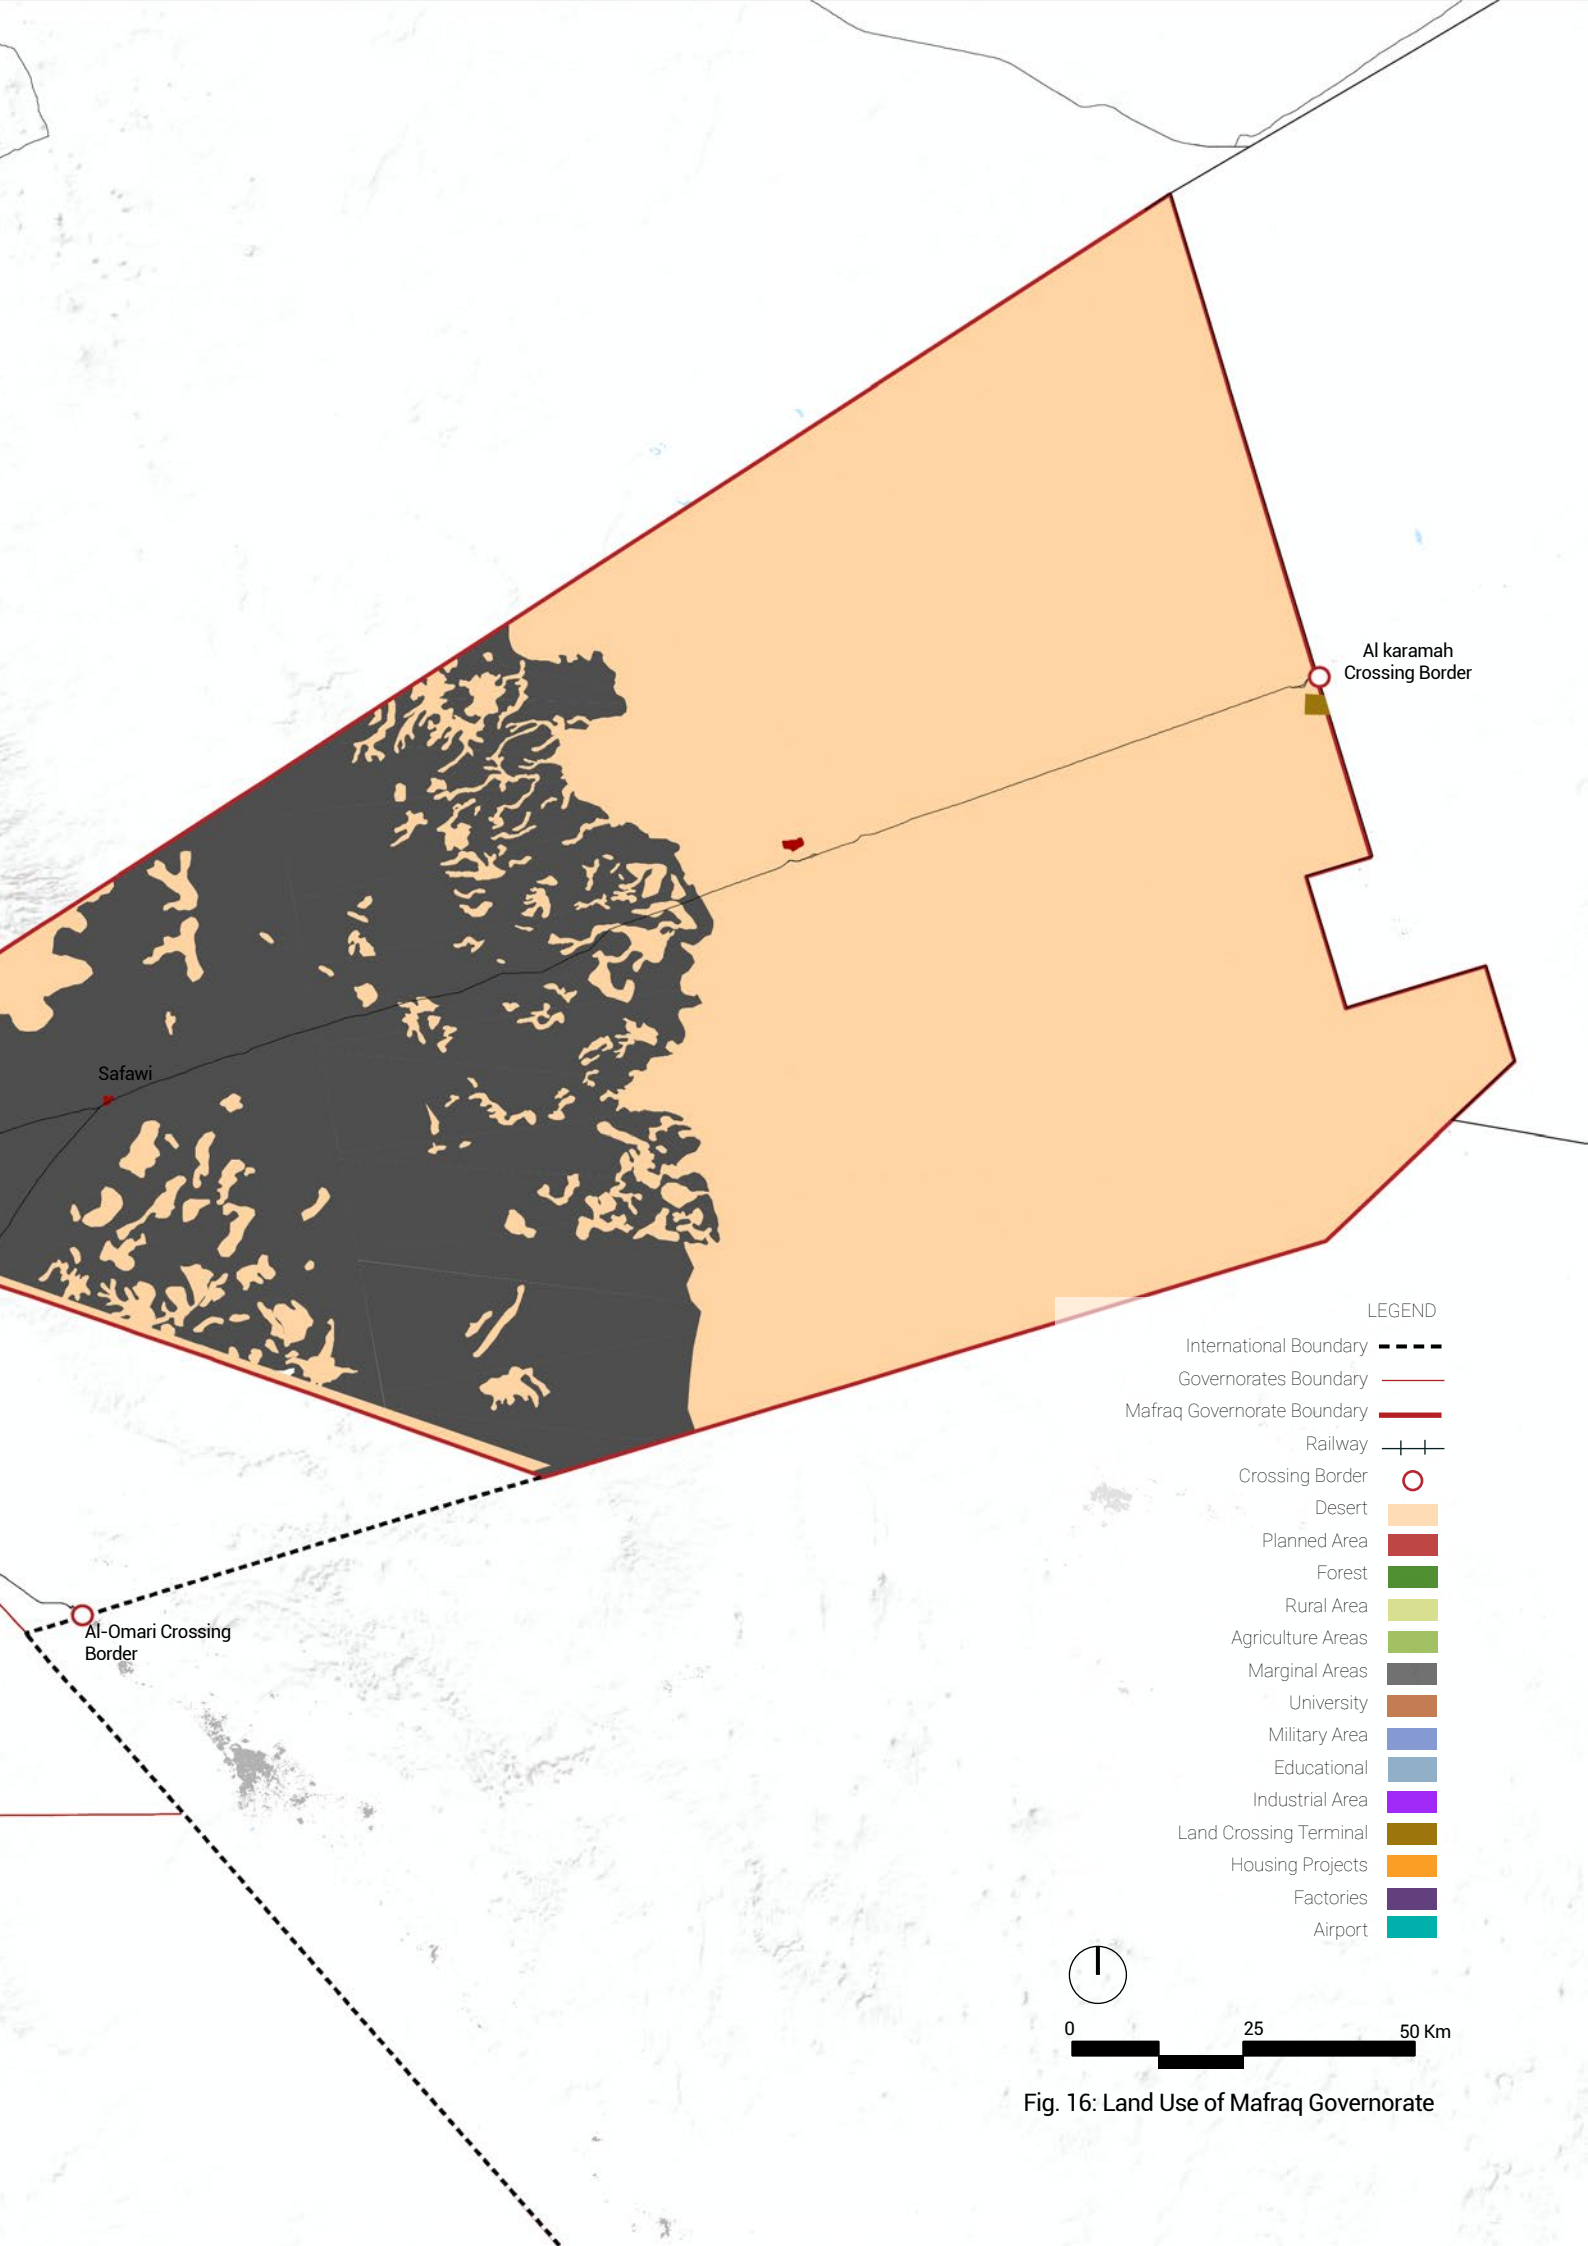 Al karamah
Crossing Border
Safawi
LEGEND
International Boundary
Governorates Boundary
Mafraq Governorate Boundary
Railway
Crossing Border
Desert
Planned Area
Forest
Rural Area
Agriculture Areas
Marginal Areas
University
Military Area
Educational
Industrial Area
Land Crossing Terminal
Housing Projects
Factories
Airport
Al-Omari Crossing
Border
0 25 50 Km
Fig. 16: Land Use of Mafraq Governorate